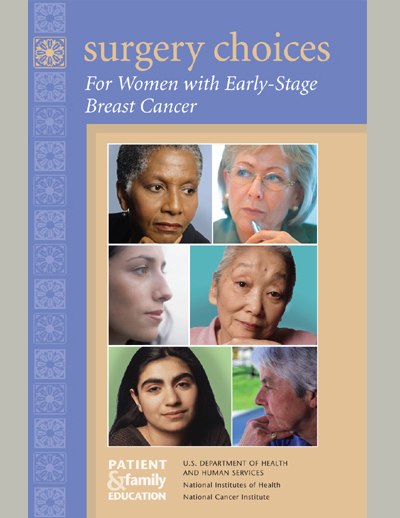 surgery choices
For Women with Early-Stage
Breast Cancer
PATIENT
&family
EDUCATION
U.S. DEPARTMENT OF HEALTH
AND HUMAN SERVICES
National Institutes of Health
National Cancer Institute